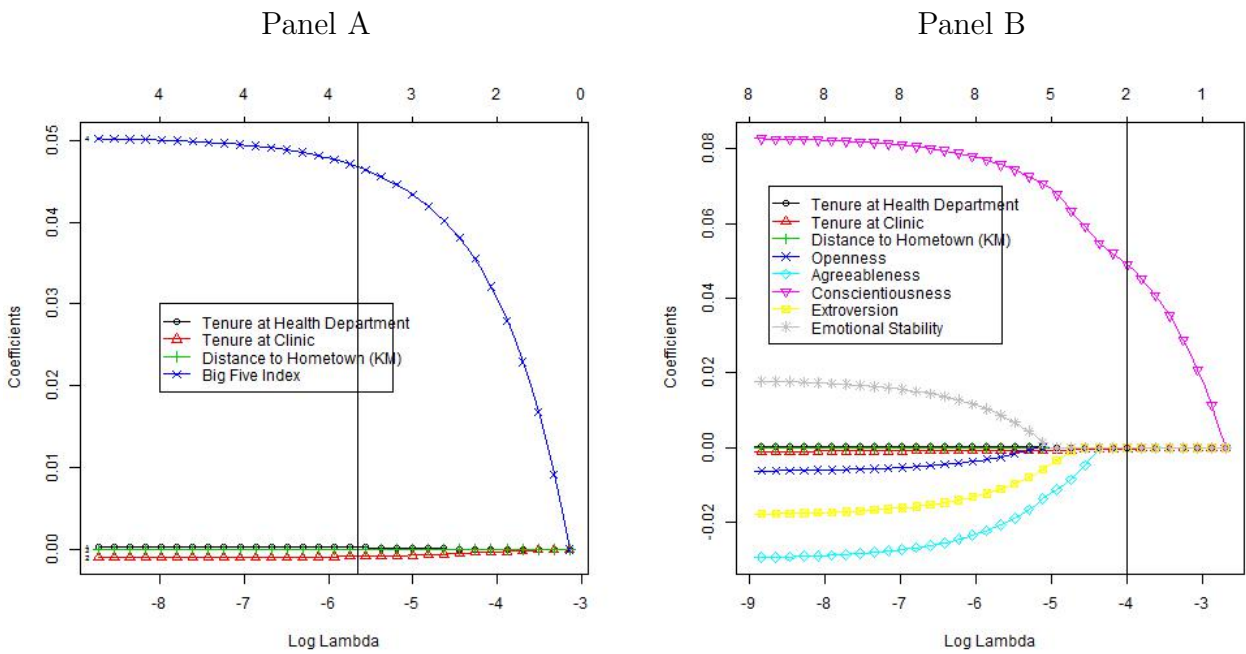 Panel A
4 4 4 3 2 0
Coefficients
0.05
0.04
0.03
0.02
0.01
0.00
Tenure at Health Department
Tenure at Clinic
Distance to Hometown (KM)
Big Five Index
-8 -7 -6 -5 -4 -3
Log Lambda
Panel B
8 8 8 8 5 2 1
Coefficients
0.08
0.06
0.04
0.02
0.00
-0.02
Tenure at Health Department
Tenure at Clinic
Distance to Hometown (KM)
Openness
Agreeableness
Conscientiousness
Extroversion
Emotional Stability
-9 -8 -7 -6 -5 -4 -3
Log Lambda